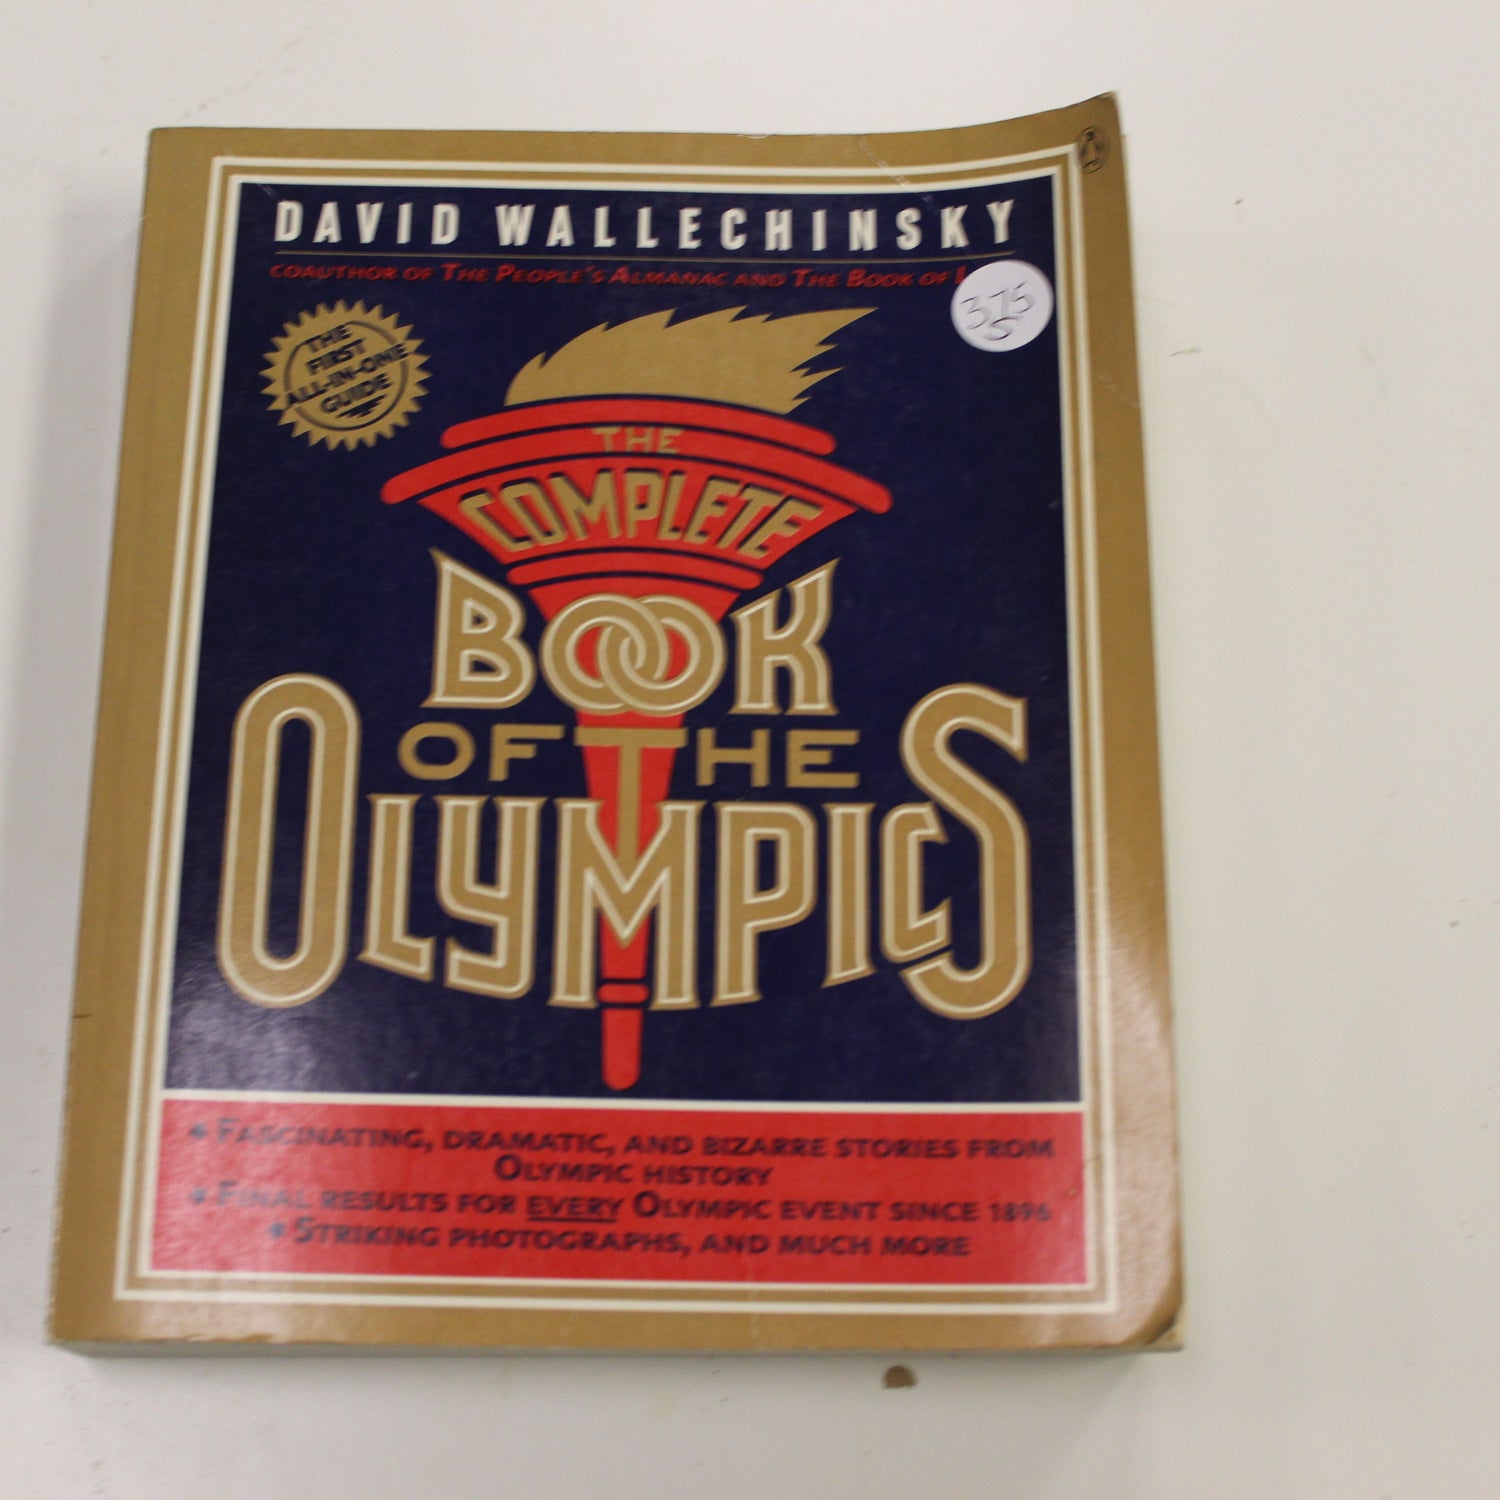 DAVID WALLECHINSKY
COAUTHOR OF THE PEOPLE'S ALMANAC AND THE BOOK OF
3.75
THE
FIRST
ALL-IN-ONE
GUIDE
THE
COMPLETE
BOOK
OF THE
OLYMPICS
• FASCINATING, DRAMATIC, AND BIZARRE STORIES FROM
OLYMPIC HISTORY
• FINAL RESULTS FOR EVERY OLYMPIC EVENT SINCE 1896
• STRIKING PHOTOGRAPHS, AND MUCH MORE